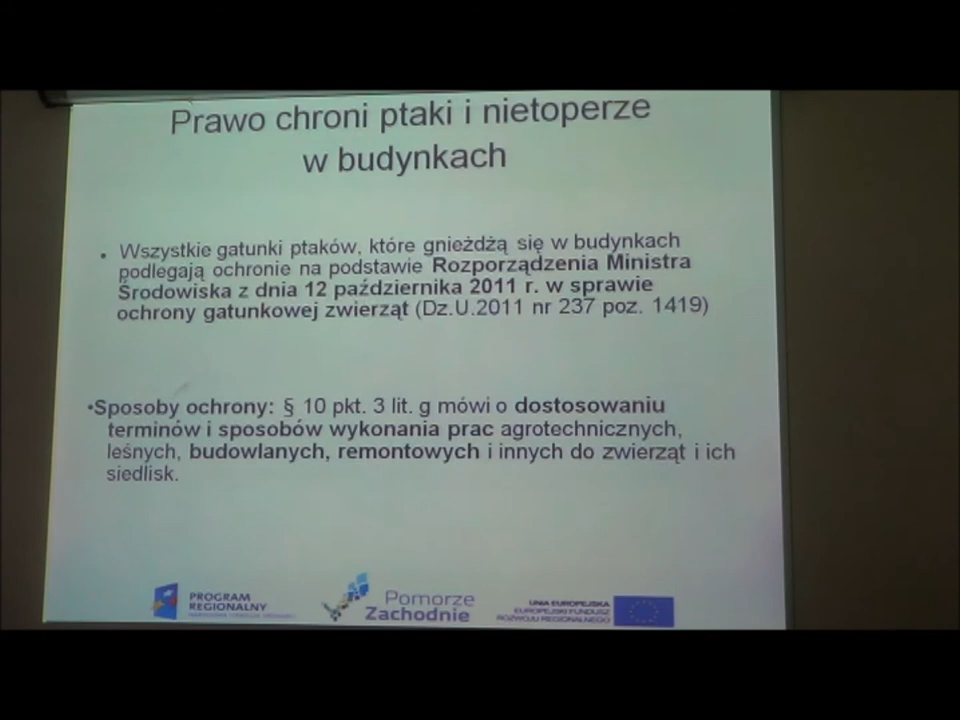 Prawo chroni ptaki i nietoperze
w budynkach
• Wszystkie gatunki ptaków, które gnieżdżą się w budynkach
podlegają ochronie na podstawie Rozporządzenia Ministra
Środowiska z dnia 12 października 2011 r. w sprawie
ochrony gatunkowej zwierząt (Dz.U.2011 nr 237 poz. 1419)
•Sposoby ochrony: § 10 pkt. 3 lit. g mówi o dostosowaniu
terminów i sposobów wykonania prac agrotechnicznych,
leśnych, budowlanych, remontowych i innych do zwierząt i ich
siedlisk.
PROGRAM
REGIONALNY
Pomorze
Zachodnie
UNIA EUROPEJSKA
EUROPEJSKI FUNDUSZ
ROZWOJU REGIONALNEGO